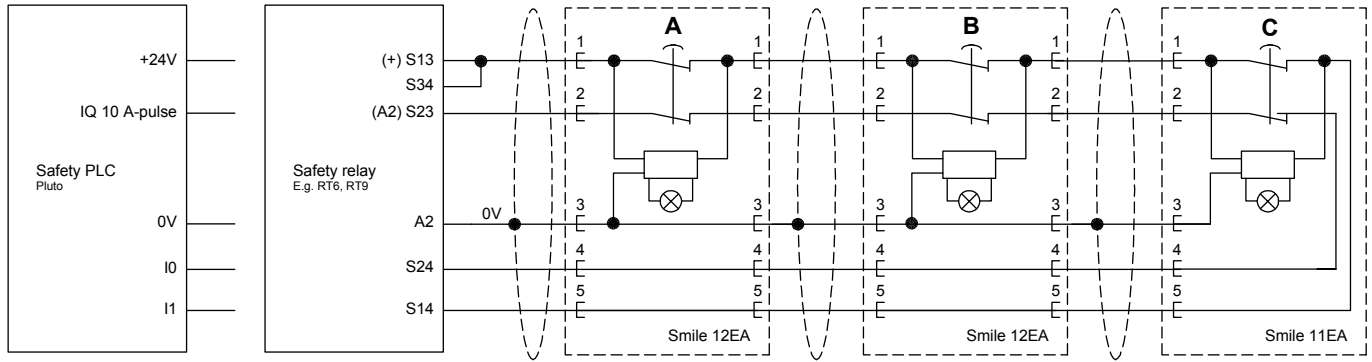 +24V
IQ 10 A-pulse
Safety PLC
Pluto
0V
I0
I1
(+) S13
S34
(A2) S23
Safety relay
E.g. RT6, RT9
A2
S24
S14
0V
A
1
1
2
2
3
3
4
4
5
5
Smile 12EA
B
1
1
2
2
3
3
4
4
5
5
Smile 12EA
C
1
2
3
4
5
Smile 11EA